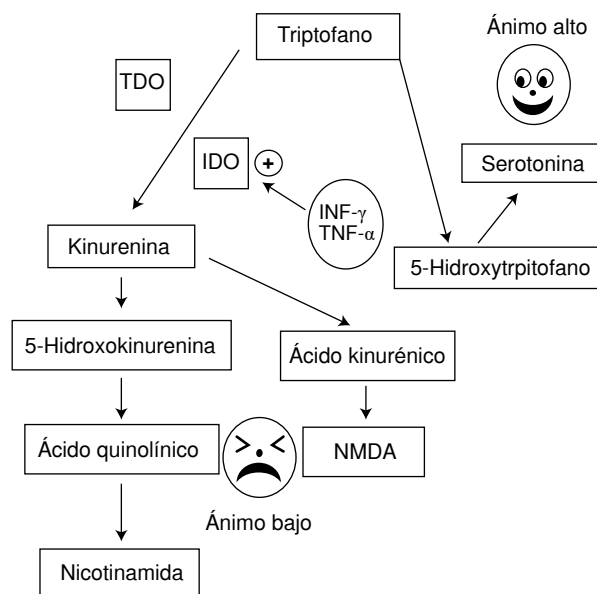 Ánimo alto
Triptofano
TDO
IDO
+
Serotonina
INF-γ
TNF-α
Kinurenina
5-Hidroxytrpitofano
5-Hidroxokinurenina
Ácido kinurénico
Ácido quinolínico
NMDA
Ánimo bajo
Nicotinamida